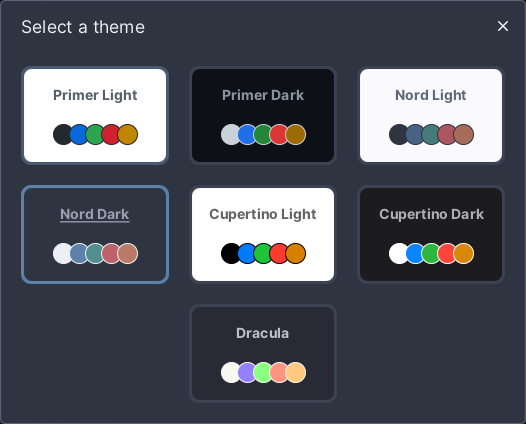 Select a theme
Primer Light
Primer Dark
Nord Light
Nord Dark
Cupertino Light
Cupertino Dark
Dracula